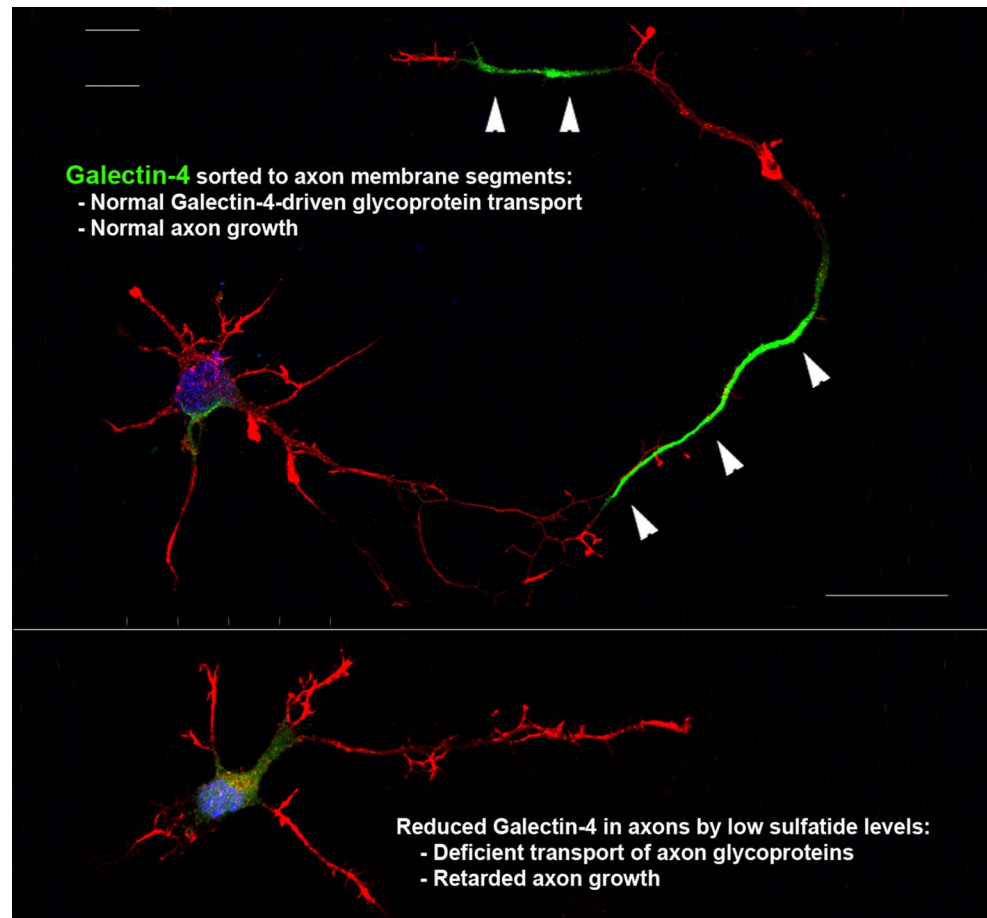 Galectin-4 sorted to axon membrane segments:
- Normal Galectin-4-driven glycoprotein transport
- Normal axon growth
Reduced Galectin-4 in axons by low sulfatide levels:
- Deficient transport of axon glycoproteins
- Retarded axon growth